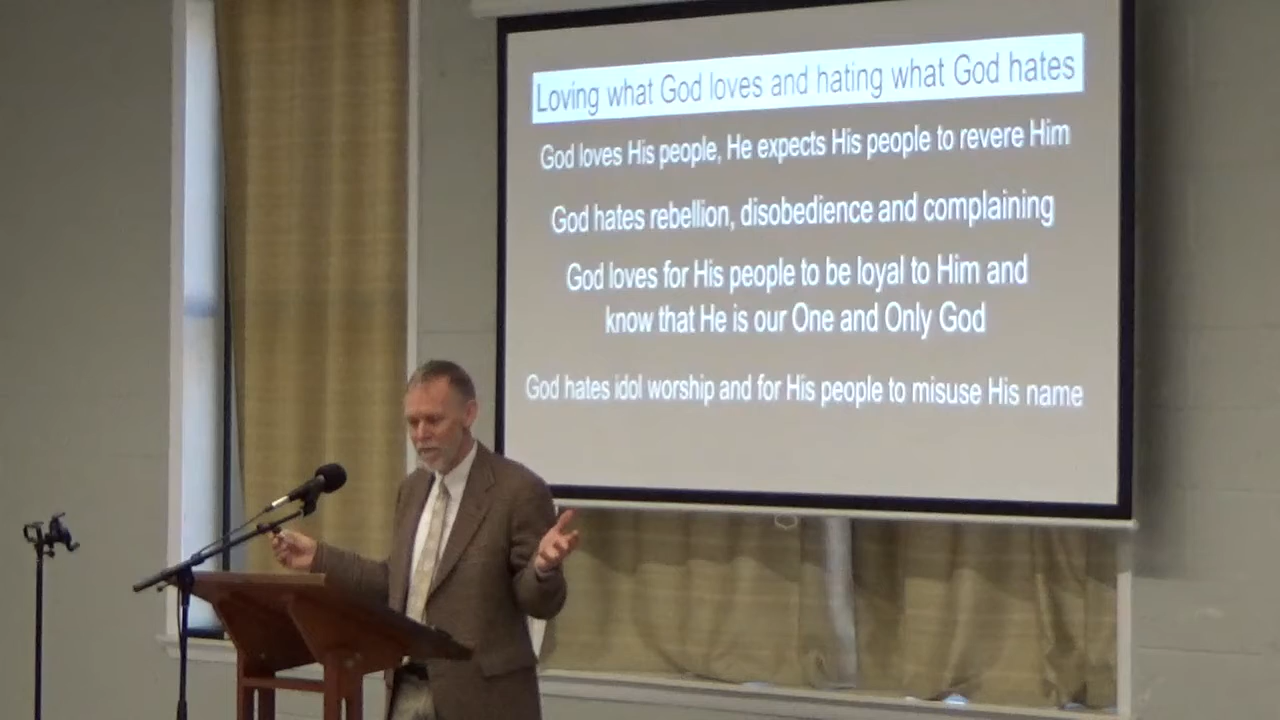 Loving what God loves and hating what God hates
God loves His people, He expects His people to revere Him
God hates rebellion, disobedience and complaining
God loves for His people to be loyal to Him and
know that He is our One and Only God
God hates idol worship and for His people to misuse His name